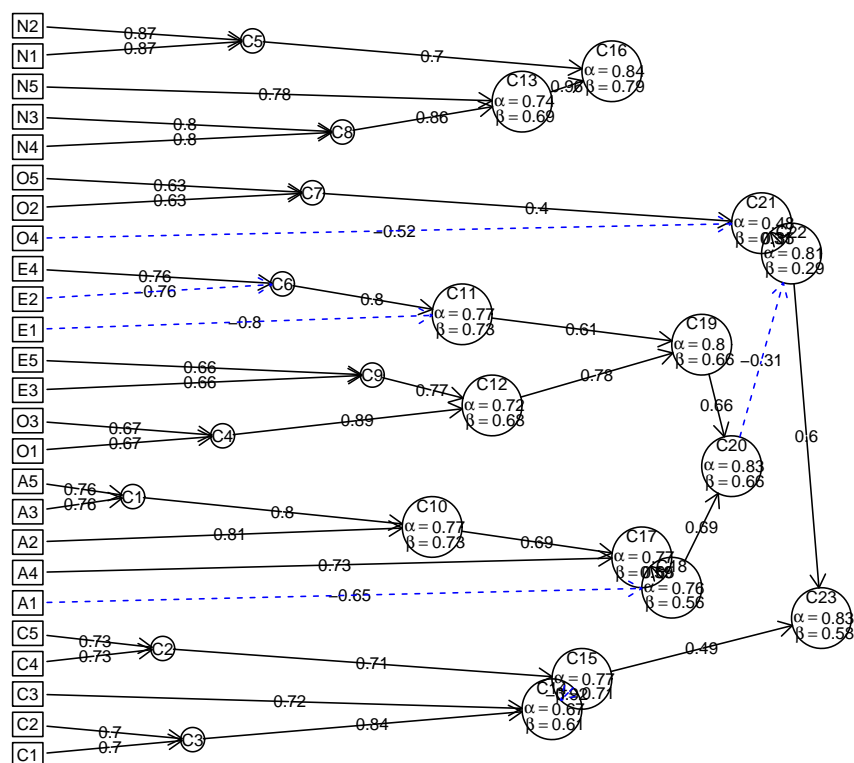 N2
N1
N5
N3
N4
O5
O2
O4
E4
E2
E1
E5
E3
O3
O1
A5
A3
A2
A4
A1
C5
C4
C3
C2
C1
0.87
0.87
C5
0.7
C16
α = 0.84
β = 0.79
0.78
C13
α = 0.74
β = 0.69
0.8
0.8
C8
0.86
0.63
0.63
C7
0.4
C21
α = 0.48
−0.52
α = 0.81
β = 0.29
0.76
−0.76
C6
0.8
C11
α = 0.77
β = 0.73
−0.8
0.61
C19
α = 0.8
β = 0.66
−0.31
0.66
0.66
C9
0.77
C12
α = 0.72
β = 0.63
0.78
0.67
0.67
C4
0.89
0.66
C20
α = 0.83
β = 0.66
0.6
0.76
0.76
C1
0.8
C10
α = 0.77
β = 0.73
0.81
0.69
C17
α = 0.77
0.73
0.69
−0.65
α = 0.76
β = 0.56
C23
α = 0.83
β = 0.58
0.73
0.73
C2
0.71
C15
α = 0.77
0.49
0.72
α = 0.67
β = 0.61
0.7
0.7
C3
0.84